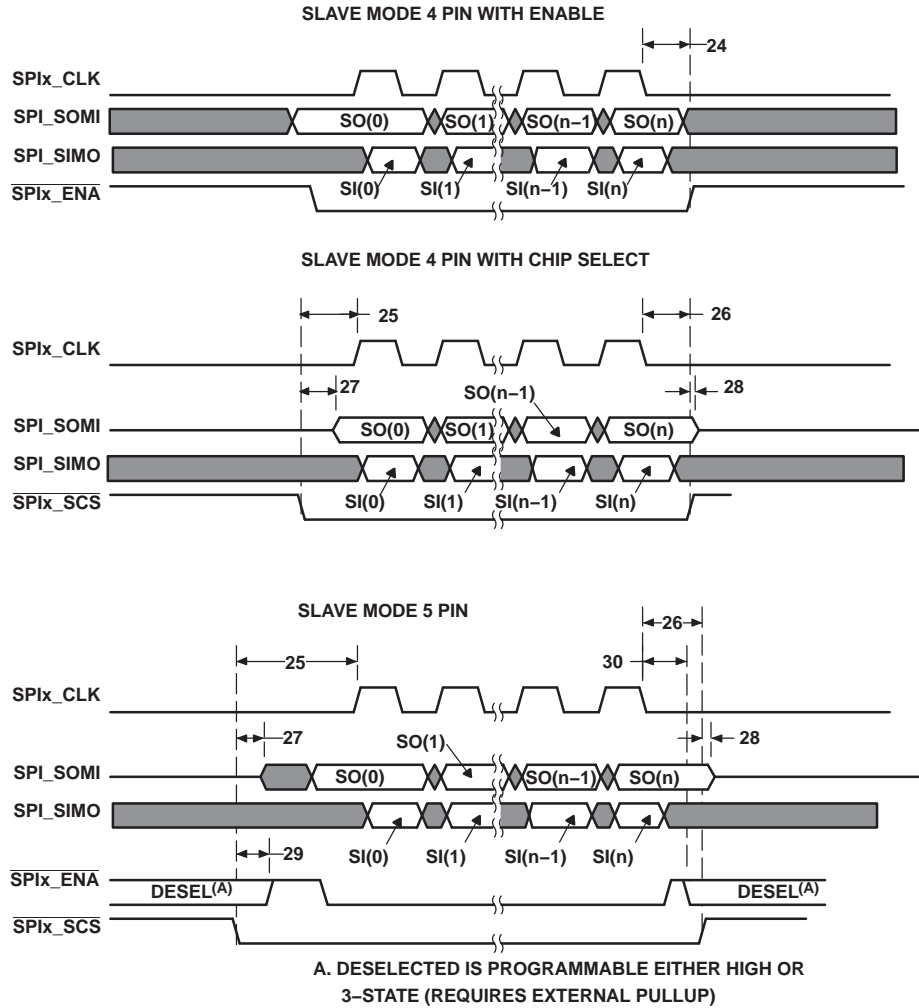 SLAVE MODE 4 PIN WITH ENABLE
24
SPIx_CLK
SPI_SOMI
SO(0)
SO(1)
SO(n−1)
SO(n)
SPI_SIMO
SI(0)
SI(1)
SI(n−1)
SI(n)
SPIx_ENA
SLAVE MODE 4 PIN WITH CHIP SELECT
25
26
SPIx_CLK
27
SO(n−1)
28
SPI_SOMI
SO(0)
SO(1)
SO(n)
SPI_SIMO
SI(0)
SI(1)
SI(n−1)
SI(n)
SPIx_SCS
SLAVE MODE 5 PIN
26
25
30
SPIx_CLK
27
SO(1)
28
SPI_SOMI
SO(0)
SO(n−1)
SO(n)
SPI_SIMO
29
SI(0)
SI(1)
SI(n−1)
SI(n)
SPIx_ENA
DESEL(A)
DESEL(A)
SPIx_SCS
A. DESELECTED IS PROGRAMMABLE EITHER HIGH OR
3−STATE (REQUIRES EXTERNAL PULLUP)